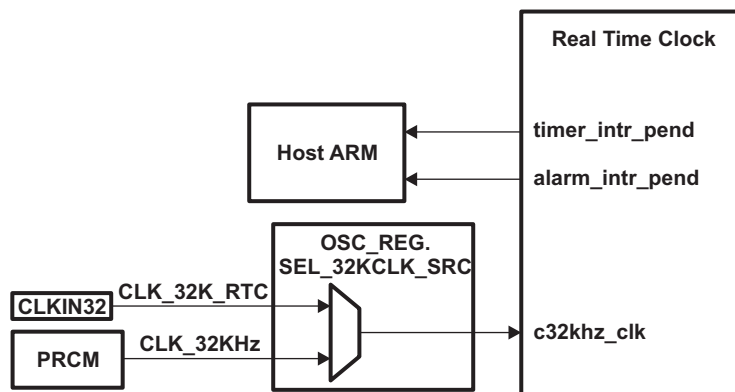 Real Time Clock
timer_intr_pend
Host ARM
alarm_intr_pend
OSC_REG.
SEL_32KCLK_SRC
CLK_32K_RTC
CLKIN32
CLK_32KHz
c32khz_clk
PRCM